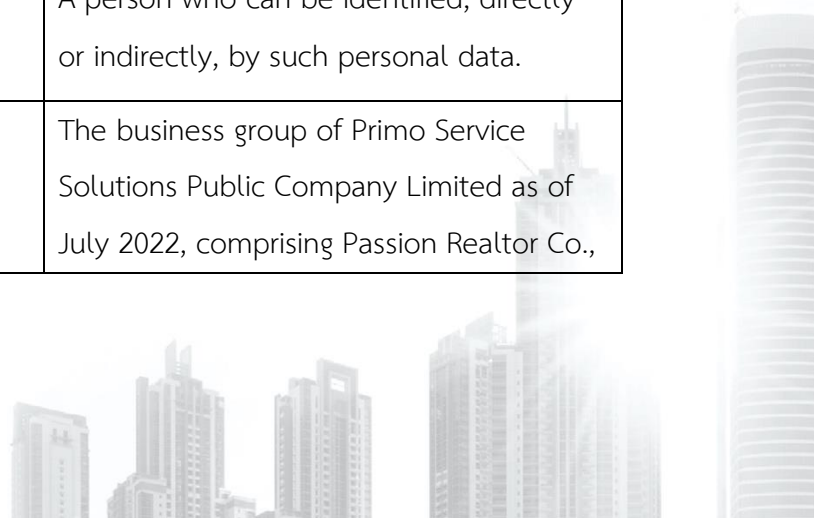 A person who can be identified, directly
or indirectly, by such personal data.
The business group of Primo Service
Solutions Public Company Limited as of
July 2022, comprising Passion Realtor Co.,